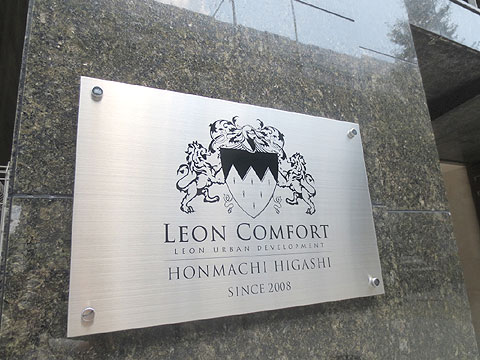 LEON COMFORT
LEON URBAN DEVELOPMENT
HONMACHI HIGASHI
SINCE 2008